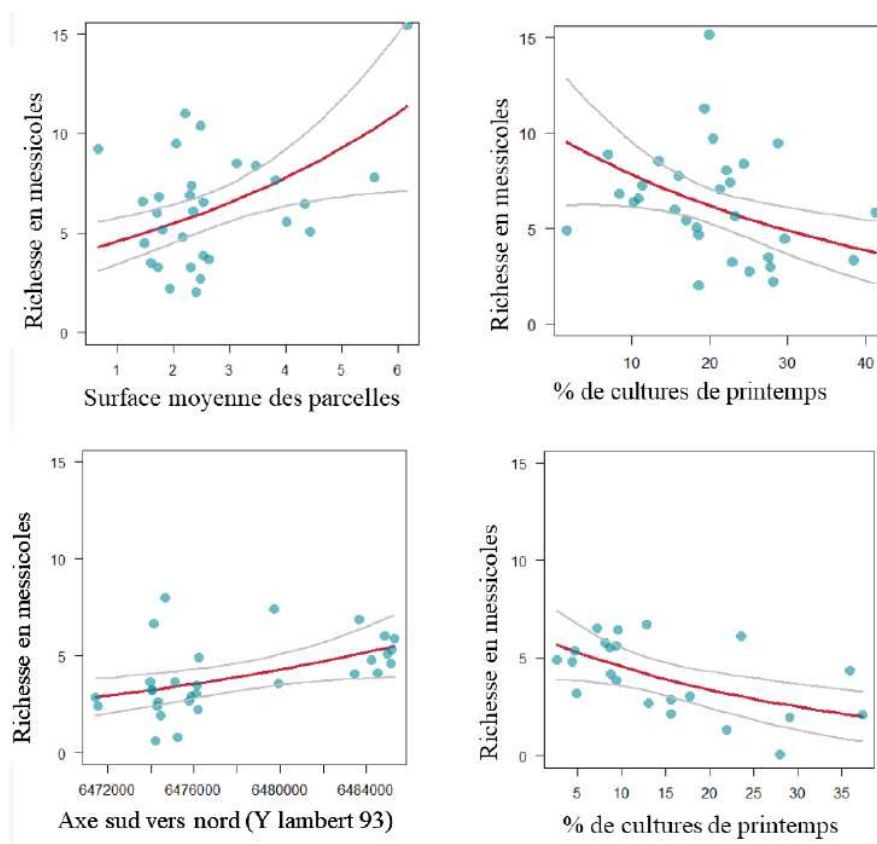 15
10
5
0
Richesse en messicoles
1 2 3 4 5 6
Surface moyenne des parcelles
15
10
5
0
Richesse en messicoles
10 20 30 40
% de cultures de printemps
15
10
5
0
Richesse en messicoles
6472000 6476000 6480000 6484000
Axe sud vers nord (Y lambert 93)
15
10
5
0
Richesse en messicoles
5 10 15 20 25 30 35
% de cultures de printemps